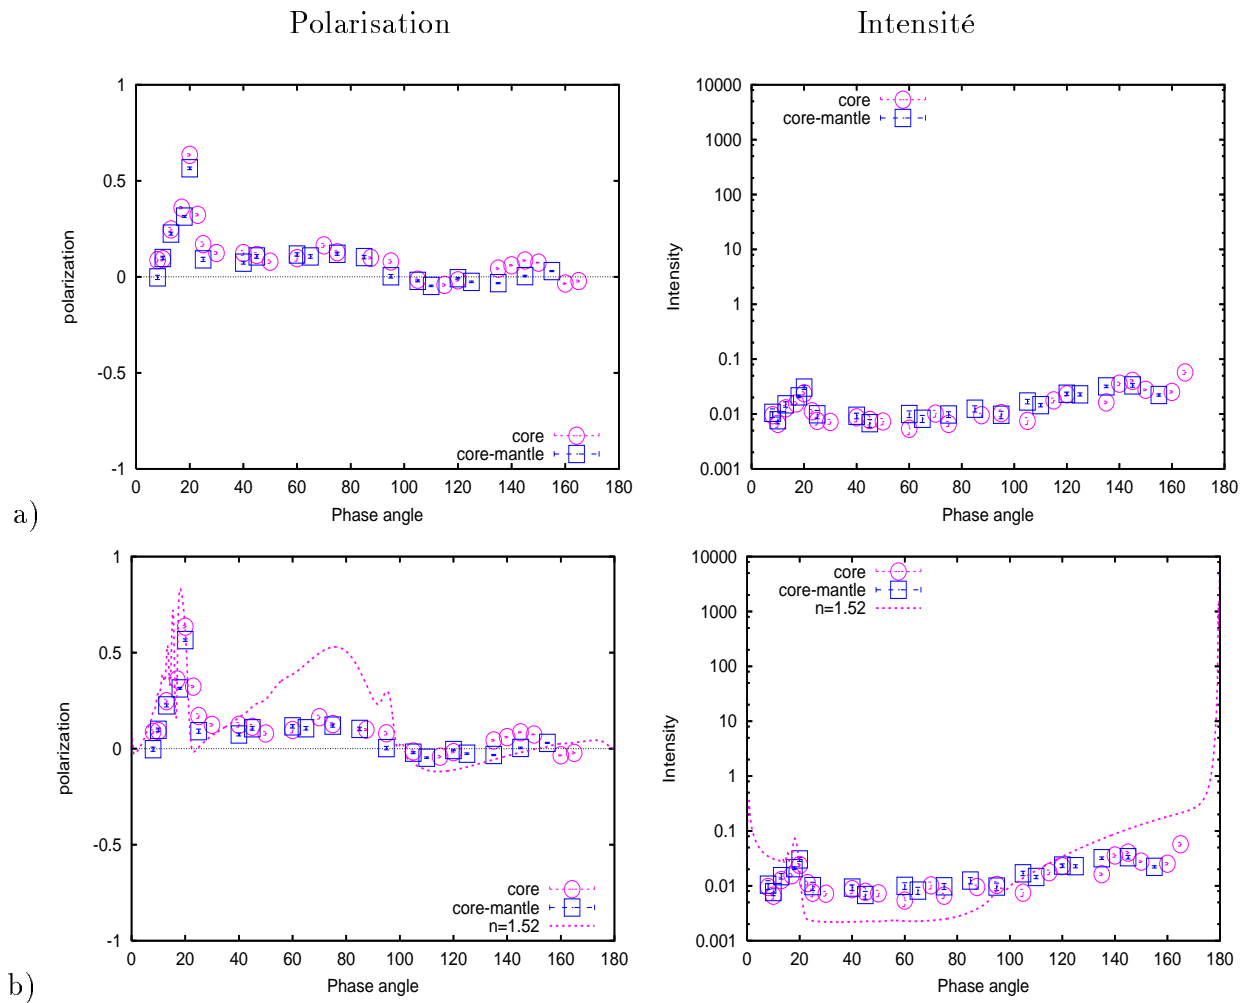 Polarisation
Intensité
1
0.5
0
-0.5
-1
polarization
core
core-mantle
0 20 40 60 80 100 120 140 160 180
Phase angle
10000
1000
100
10
1
0.1
0.01
0.001
Intensity
core
core-mantle
0 20 40 60 80 100 120 140 160 180
Phase angle
a)
1
0.5
0
-0.5
-1
polarization
core
core-mantle
n=1.52
0 20 40 60 80 100 120 140 160 180
Phase angle
10000
1000
100
10
1
0.1
0.01
0.001
Intensity
core
core-mantle
n=1.52
0 20 40 60 80 100 120 140 160 180
Phase angle
b)